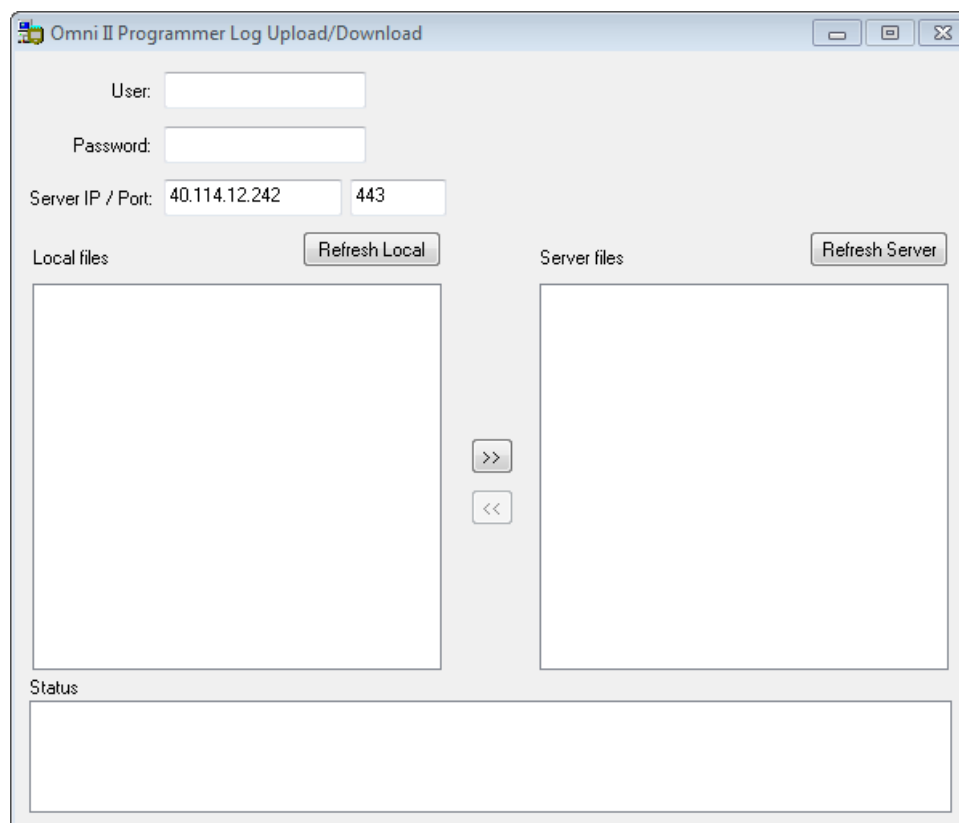 Omni II Programmer Log Upload/Download
User:
Password:
Server IP / Port: 40.114.12.242 443
Local files Refresh Local Server files Refresh Server
>>
<<
Status